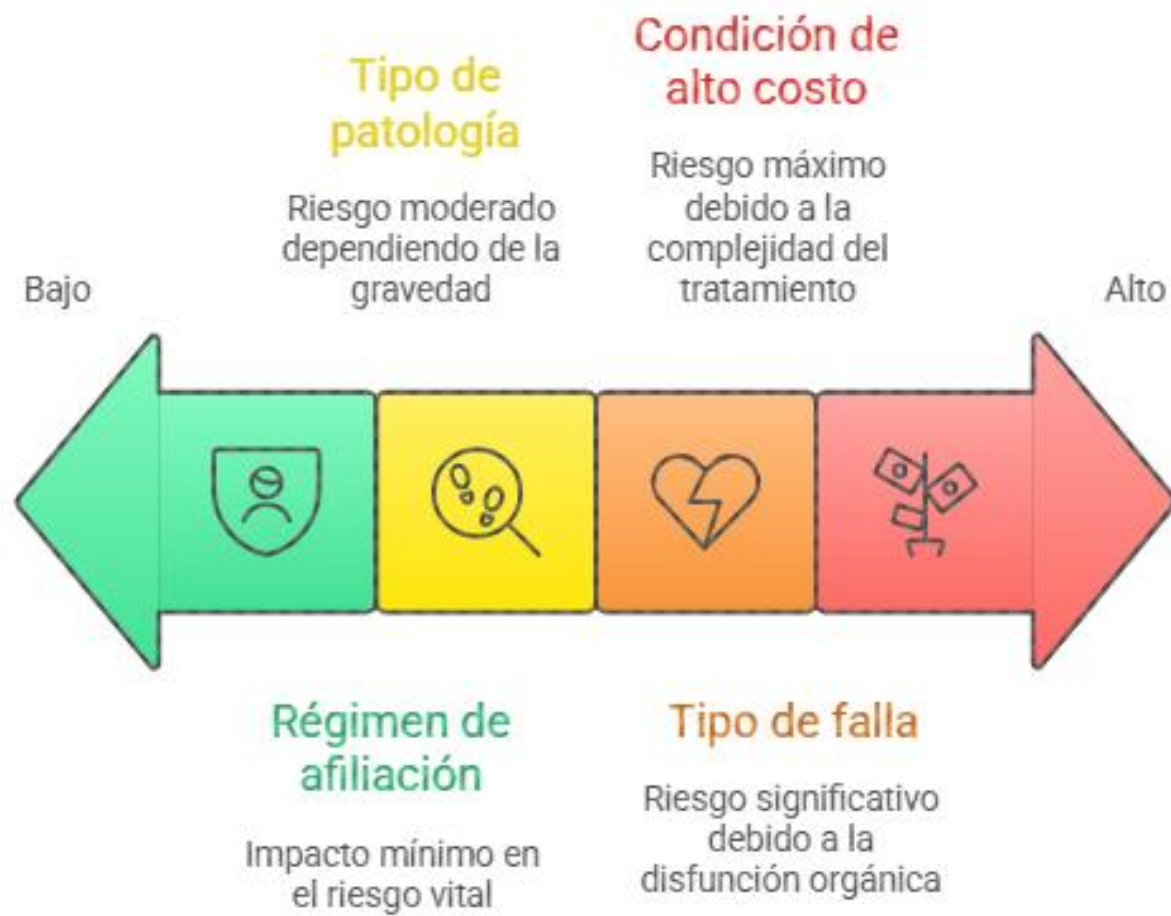 Condición de
alto costo
Riesgo máximo
debido a la
complejidad del
tratamiento
Tipo de
patología
Riesgo moderado
dependiendo de la
gravedad
Bajo
Alto
Régimen de
afiliación
Impacto mínimo en
el riesgo vital
Tipo de falla
Riesgo significativo
debido a la
disfunción orgánica